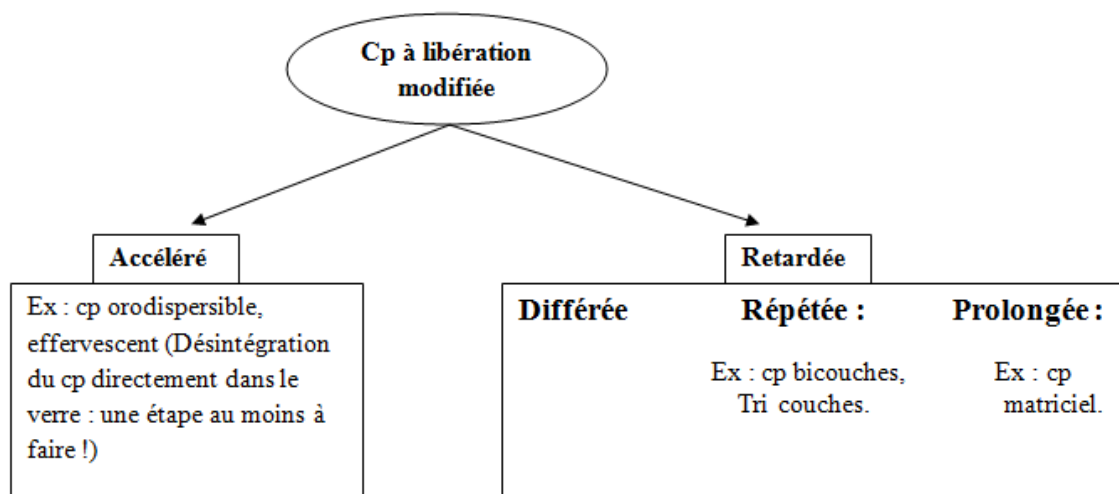 Cp à libération
modifiée
Accéléré
Retardée
Ex : cp orodispersible,
effervescent (Désintégration
du cp directement dans le
verre : une étape au moins à
faire !)
Différée
Répétée :
Prolongée :
Ex : cp bicouches,
Tri couches.
Ex : cp
matriciel.